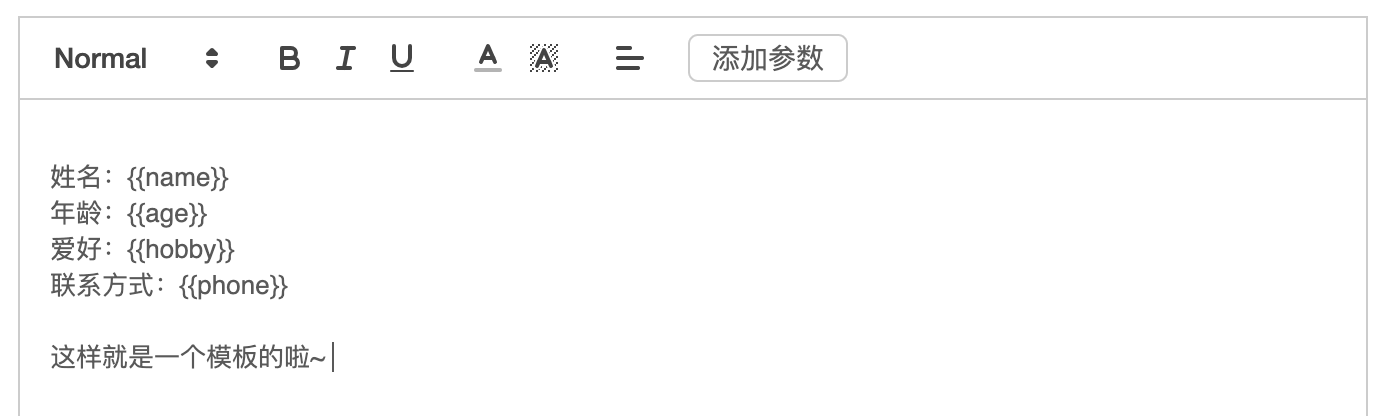 Normal B I U A A 添加参数
姓名：{{name}}
年龄：{{age}}
爱好：{{hobby}}
联系方式：{{phone}}
这样就是一个模板的啦~